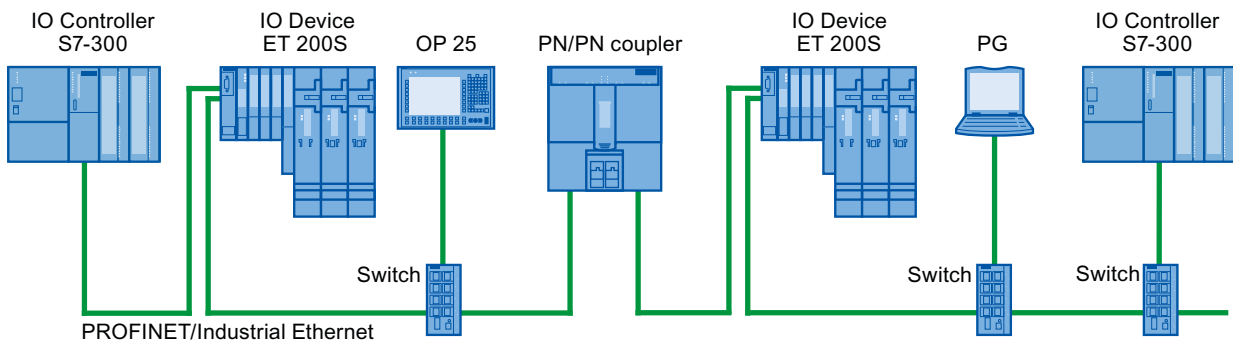 IO Controller
S7-300
IO Device
ET 200S
OP 25
PN/PN coupler
IO Device
ET 200S
PG
IO Controller
S7-300
Switch
Switch
Switch
PROFINET/Industrial Ethernet